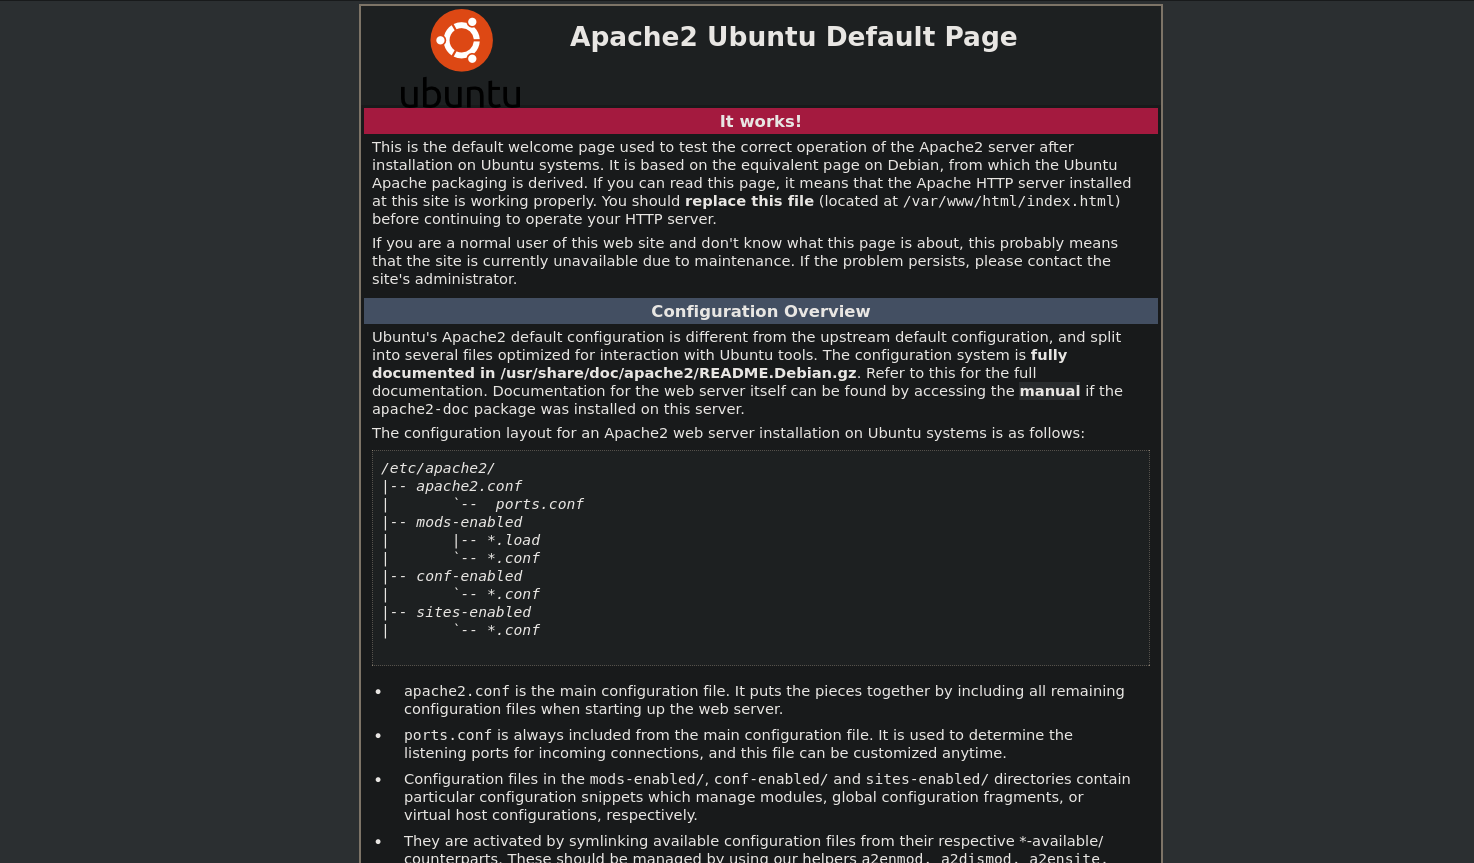 Apache2 Ubuntu Default Page
ubuntu
It works!
This is the default welcome page used to test the correct operation of the Apache2 server after
installation on Ubuntu systems. It is based on the equivalent page on Debian, from which the Ubuntu
Apache packaging is derived. If you can read this page, it means that the Apache HTTP server installed
at this site is working properly. You should replace this file (located at /var/www/html/index.html)
before continuing to operate your HTTP server.
If you are a normal user of this web site and don't know what this page is about, this probably means
that the site is currently unavailable due to maintenance. If the problem persists, please contact the
site's administrator.
Configuration Overview
Ubuntu's Apache2 default configuration is different from the upstream default configuration, and split
into several files optimized for interaction with Ubuntu tools. The configuration system is fully
documented in /usr/share/doc/apache2/README.Debian.gz. Refer to this for the full
documentation. Documentation for the web server itself can be found by accessing the manual if the
apache2-doc package was installed on this server.
The configuration layout for an Apache2 web server installation on Ubuntu systems is as follows:
/etc/apache2/
|-- apache2.conf
|       `--  ports.conf
|-- mods-enabled
|       |-- *.load
|       `-- *.conf
|-- conf-enabled
|       `-- *.conf
|-- sites-enabled
|       `-- *.conf
• apache2.conf is the main configuration file. It puts the pieces together by including all remaining
configuration files when starting up the web server.
• ports.conf is always included from the main configuration file. It is used to determine the
listening ports for incoming connections, and this file can be customized anytime.
• Configuration files in the mods-enabled/, conf-enabled/ and sites-enabled/ directories contain
particular configuration snippets which manage modules, global configuration fragments, or
virtual host configurations, respectively.
• They are activated by symlinking available configuration files from their respective *-available/
counterparts. These should be managed by using our helpers a2enmod, a2dismod, a2ensite,